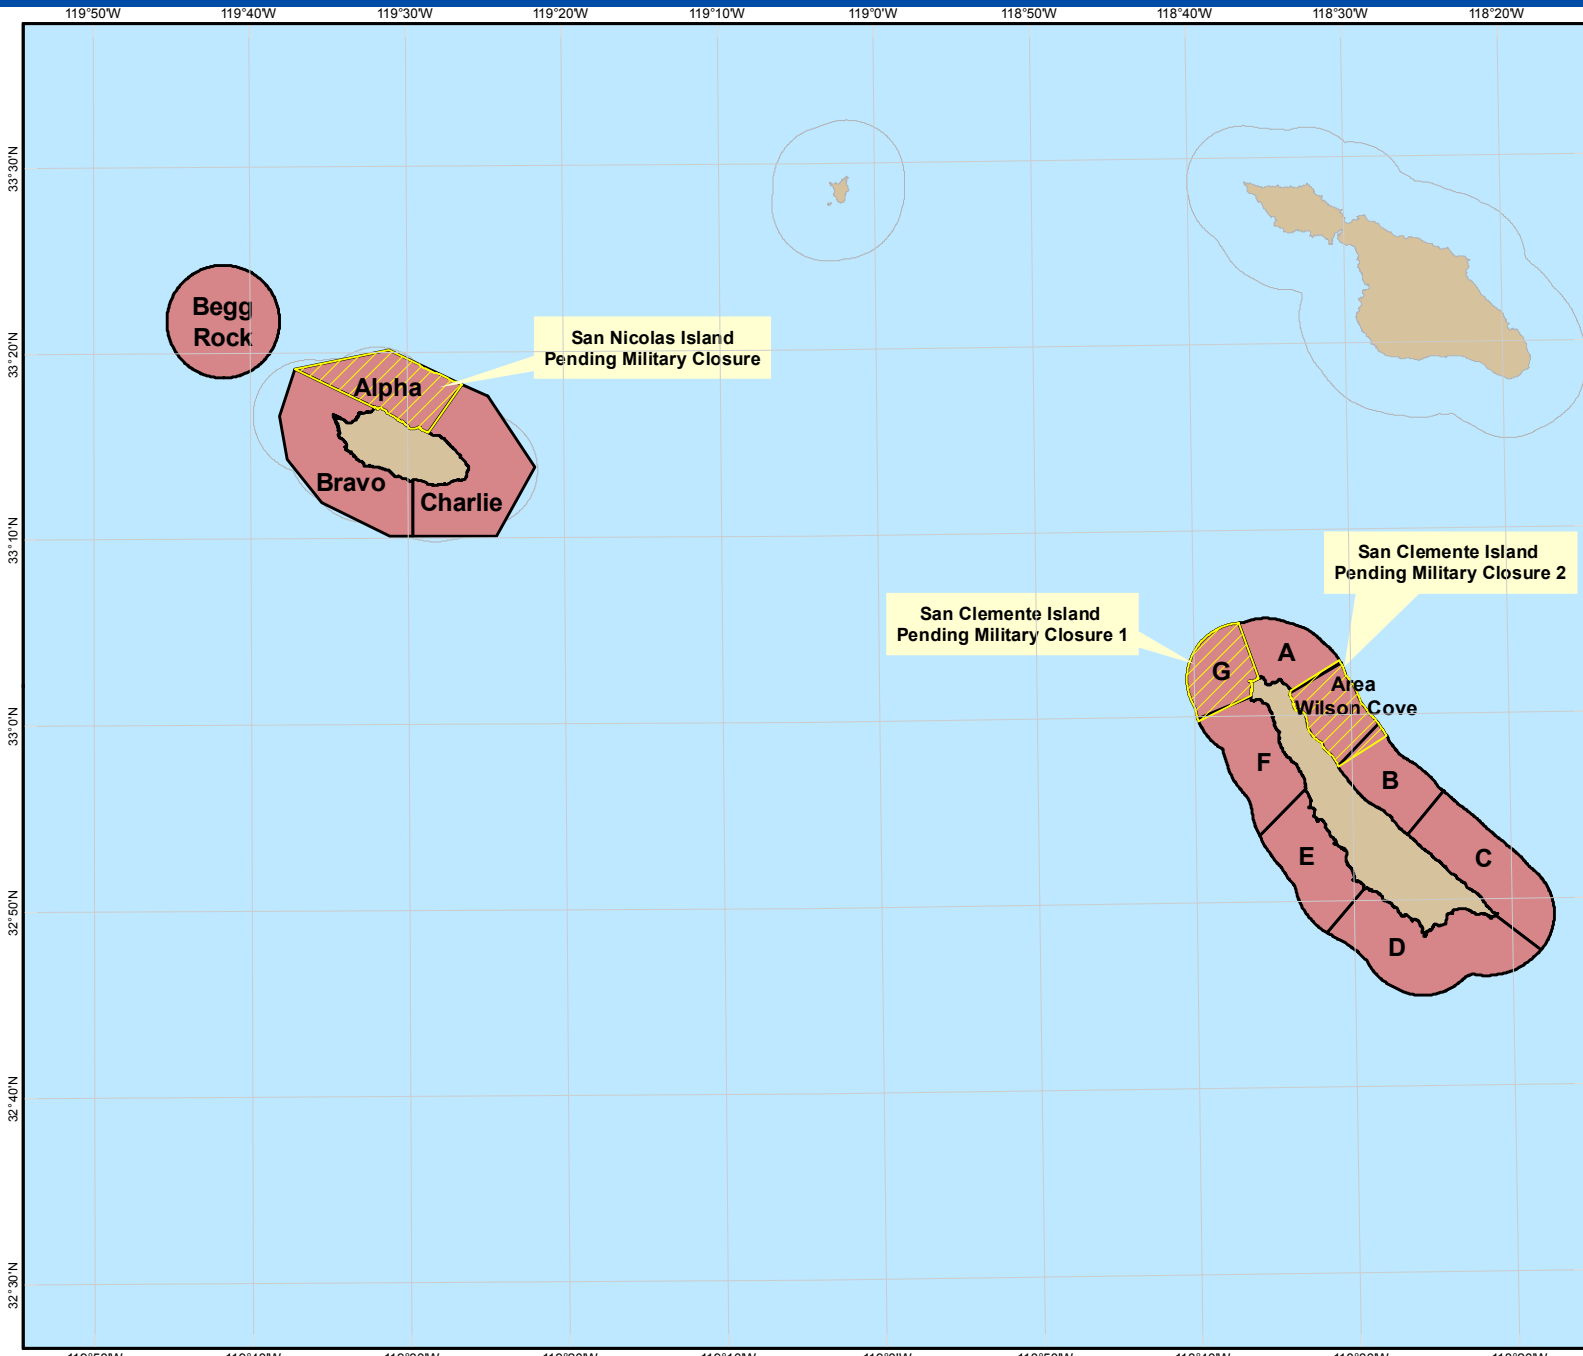 119°50'W 119°40'W 119°30'W 119°20'W 119°10'W 119°0'W 118°50'W 118°40'W 118°30'W 118°20'W
33°30'N
Begg
Rock
33°20'N
San Nicolas Island
Pending Military Closure
Alpha
Bravo
Charlie
33°10'N
San Clemente Island
Pending Military Closure 2
San Clemente Island
Pending Military Closure 1
A
G
Area
Wilson Cove
33°0'N
F
B
E
C
32°50'N
D
32°40'N
32°30'N